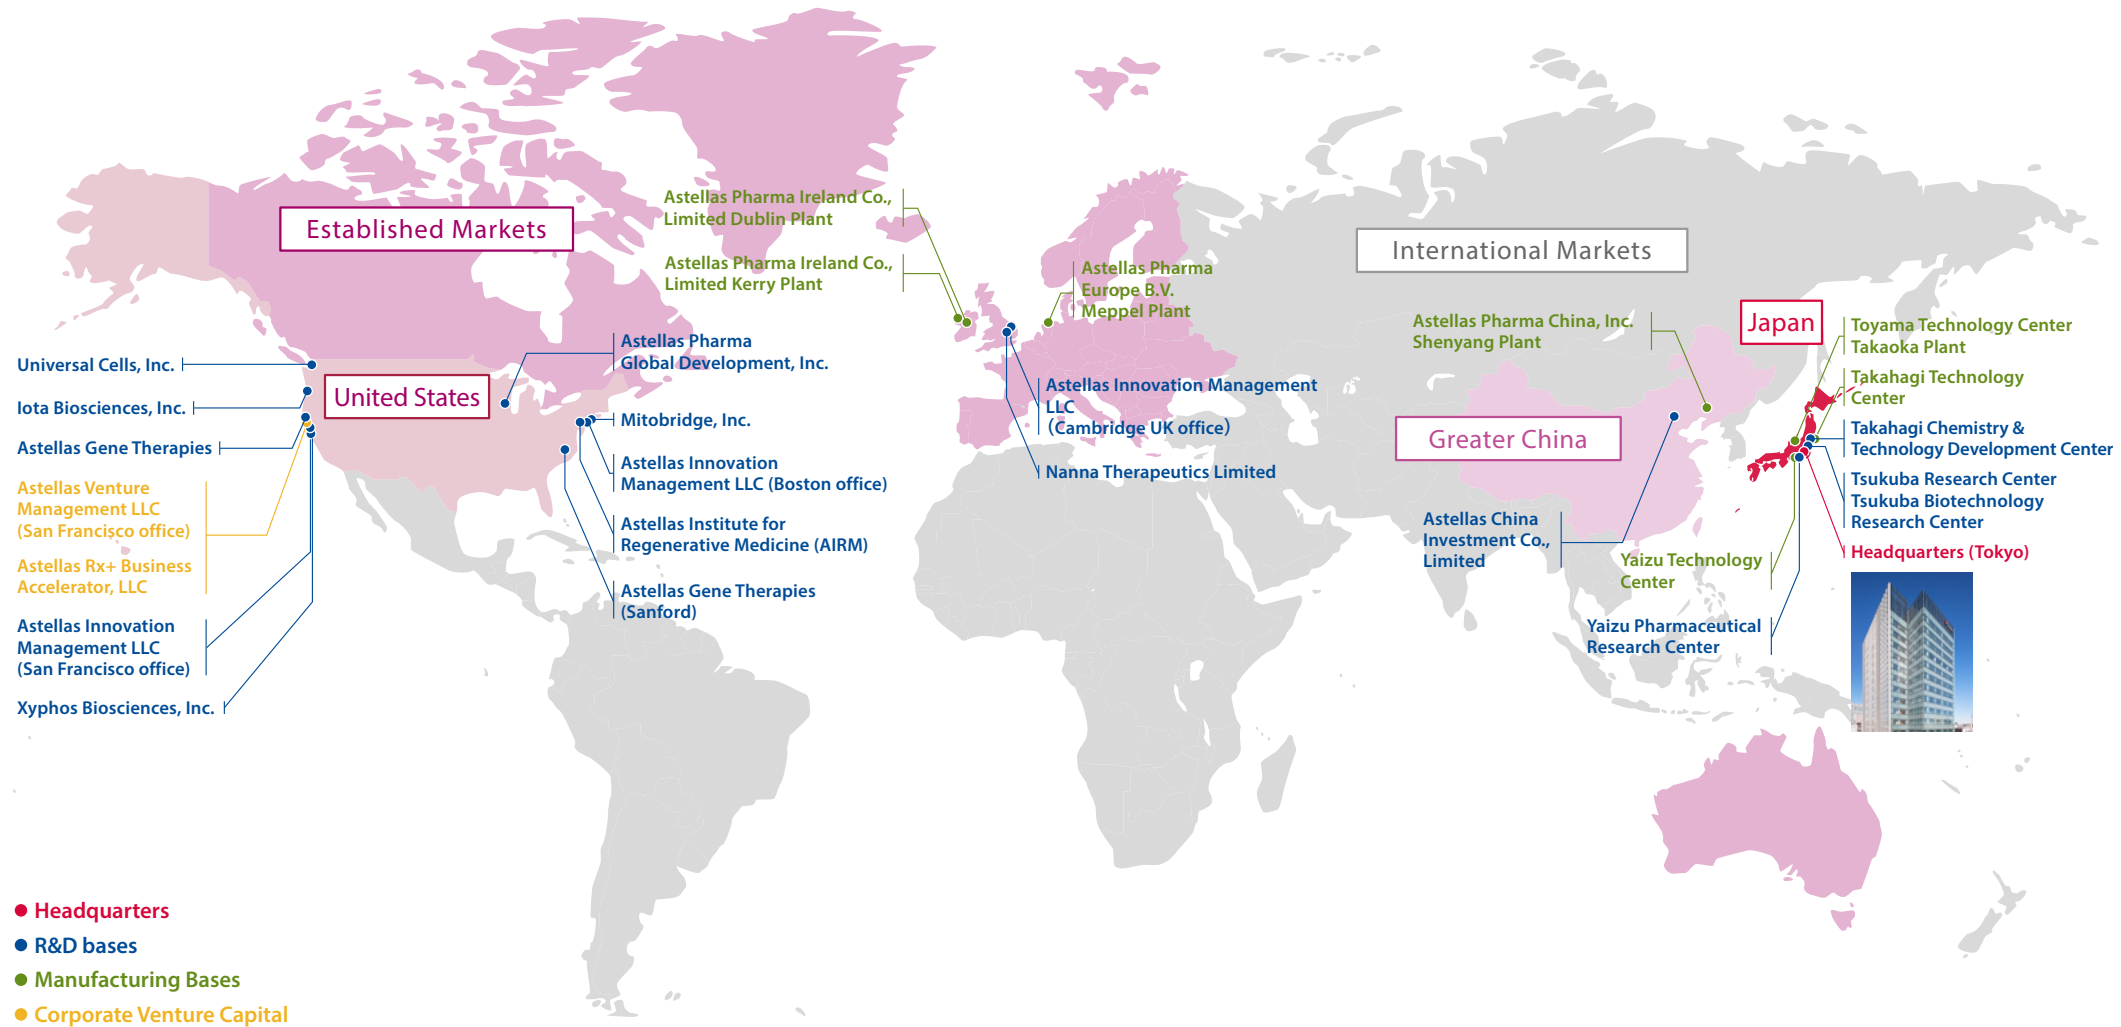 Established Markets
United States
International Markets
Greater China
Japan
Universal Cells, Inc.
Iota Biosciences, Inc.
Astellas Gene Therapies
Astellas Venture
Management LLC
(San Francisco office)
Astellas Rx+ Business
Accelerator, LLC
Astellas Innovation
Management LLC
(San Francisco office)
Xyphos Biosciences, Inc.
Astellas Pharma
Global Development, Inc.
Mitobridge, Inc.
Astellas Innovation
Management LLC (Boston office)
Astellas Institute for
Regenerative Medicine (AIRM)
Astellas Gene Therapies
(Sanford)
Astellas Pharma Ireland Co.,
Limited Dublin Plant
Astellas Pharma Ireland Co.,
Limited Kerry Plant
Astellas Pharma
Europe B.V.
Meppel Plant
Astellas Innovation Management
LLC
(Cambridge UK office)
Nanna Therapeutics Limited
Astellas Pharma China, Inc.
Shenyang Plant
Astellas China
Investment Co.,
Limited
Yaizu Technology
Center
Yaizu Pharmaceutical
Research Center
Toyama Technology Center
Takaoka Plant
Takahagi Technology
Center
Takahagi Chemistry &
Technology Development Center
Tsukuba Research Center
Tsukuba Biotechnology
Research Center
Headquarters (Tokyo)
Headquarters
R&D bases
Manufacturing Bases
Corporate Venture Capital